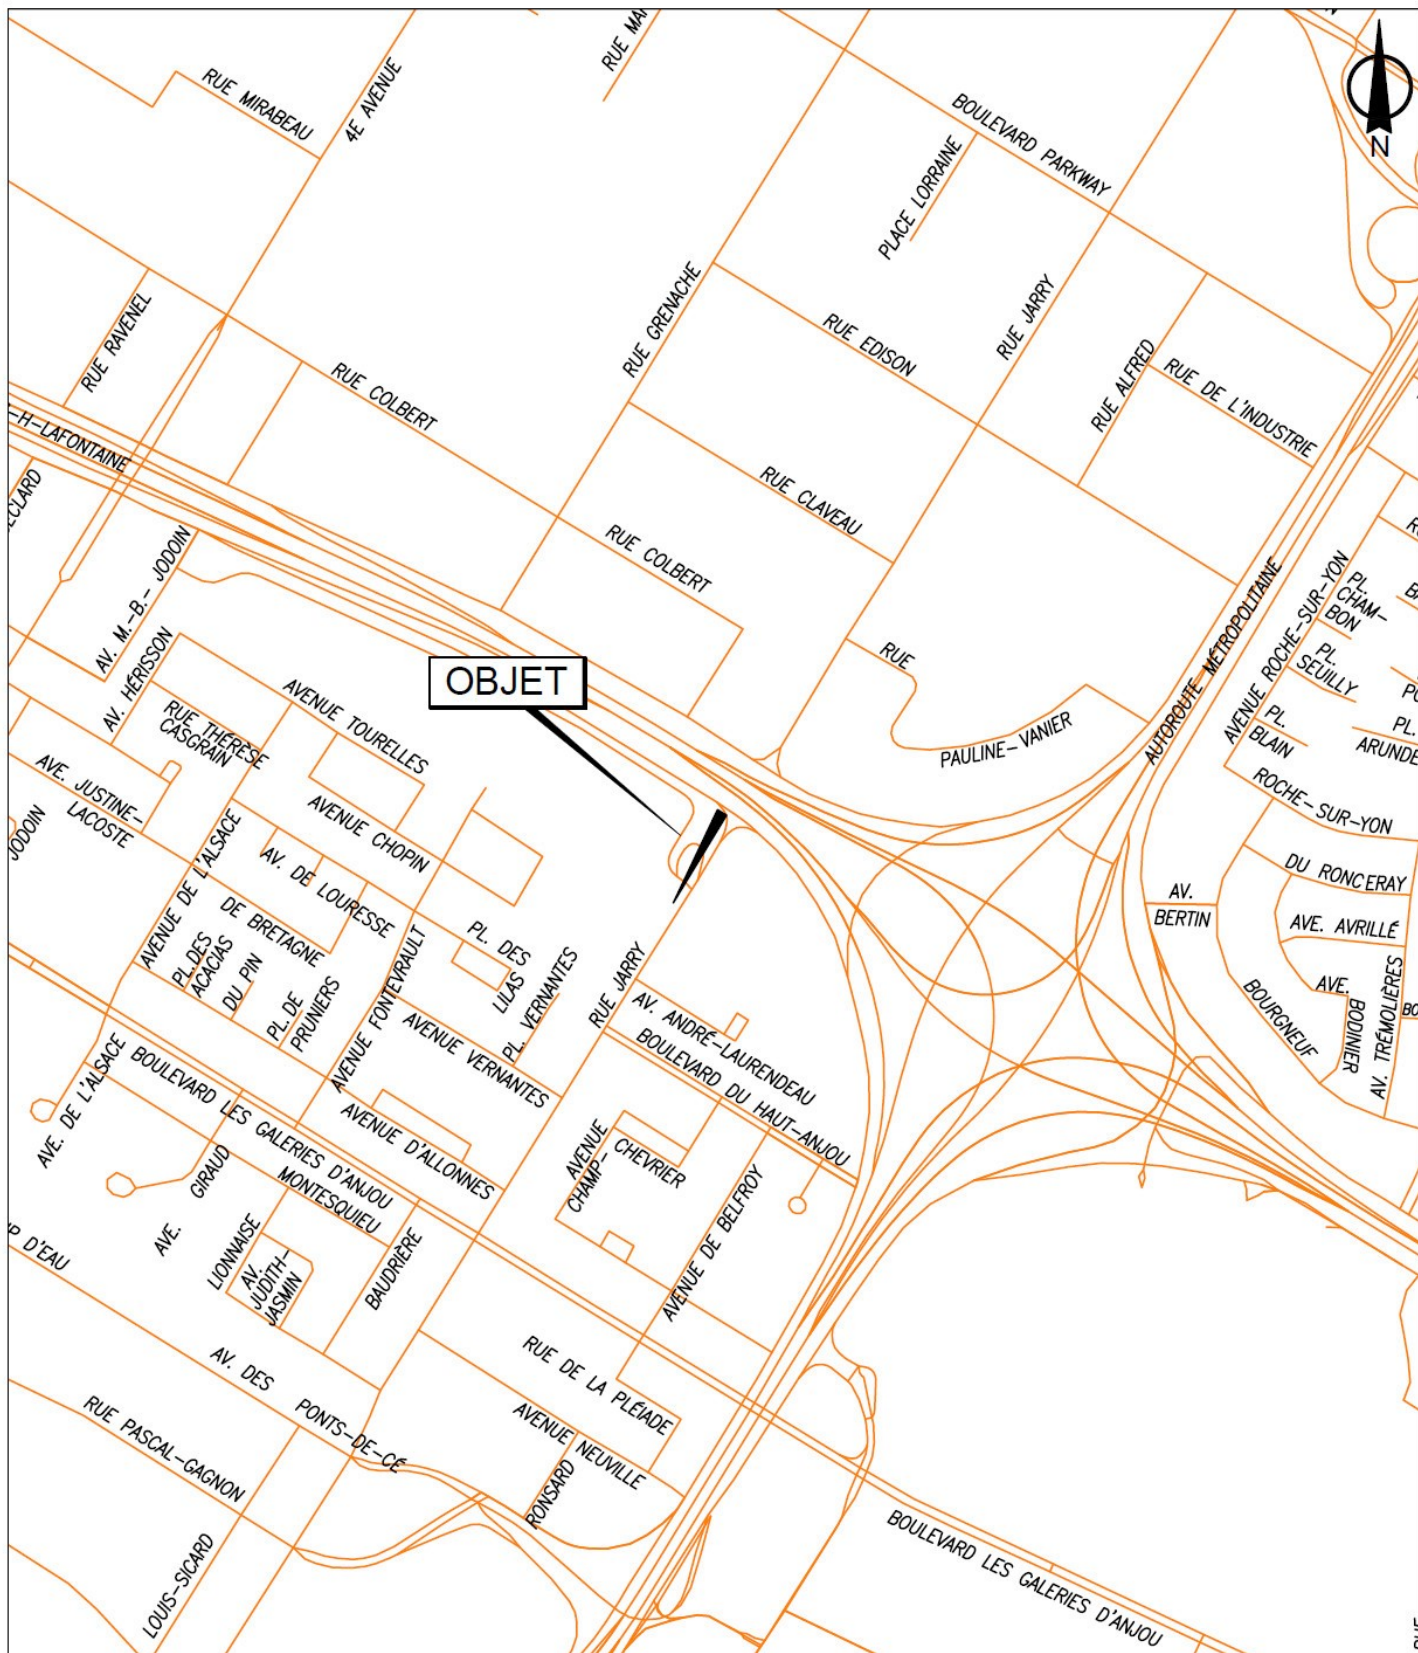 RUE MIRABEAU
4E AVENUE
BOULEVARD PARKWAY
PLACE LORRAINE
N
RUE RAVENEL
RUE GRENACHE
RUE JARRY
RUE EDISON
RUE ALFRED
RUE DE L'INDUSTRIE
RUE COLBERT
-H-LAFONTAINE
RUE CLAVEAU
RUE COLBERT
AV. M.-B.- JODOIN
AV. HÉRISSON
AUTOROUTE MÉTROPOLITAINE
AVENUE ROCHE-SUR-YON
PL.
CHAM-
BON
PL.
SEUILLY
RUE
PAULINE-VANIER
OBJET
AVENUE TOURELLES
RUE THÉRÈSE
CASGRAIN
PL.
BLAIN
PL.
ARUNDE
ROCHE-SUR-YON
AVE. JUSTINE-
LACOSTE
JODOIN
AVENUE CHOPIN
AVENUE DE L'ALSACE
AV. DE LOURESSE
DE BRETAGNE
DU RONCERAY
AV.
BERTIN
AVE. AVRILLÉ
PL. DES
ACACIAS
DU PIN
PL. DE
PRUNIERS
AVENUE FONTEVRAULT
PL. DES
LILAS
PL. VERNANTES
RUE JARRY
AV. ANDRÉ-LAURENDEAU
BOULEVARD DU HAUT-ANJOU
BOURGNEUF
AVE.
BODINIER
AV. TRÉMOLIÈRES
AVENUE VERNANTES
AVE. DE L'ALSACE
BOULEVARD LES GALERIES D'ANJOU
AVENUE D'ALLONNES
AVENUE
CHAMP-
CHEVRIER
AVENUE DE BELFROY
AVE.
GIRAUD
MONTESQUIEU
LIONNAISE
AV.
JUDITH-
JASMIN
BAUDRIÈRE
D'EAU
AV. DES PONTS-DE-CÉ
RUE DE LA PLÉIADE
AVENUE NEUVILLE
RONSARD
RUE PASCAL-GAGNON
LOUIS-SICARD
BOULEVARD LES GALERIES D'ANJOU
RUE